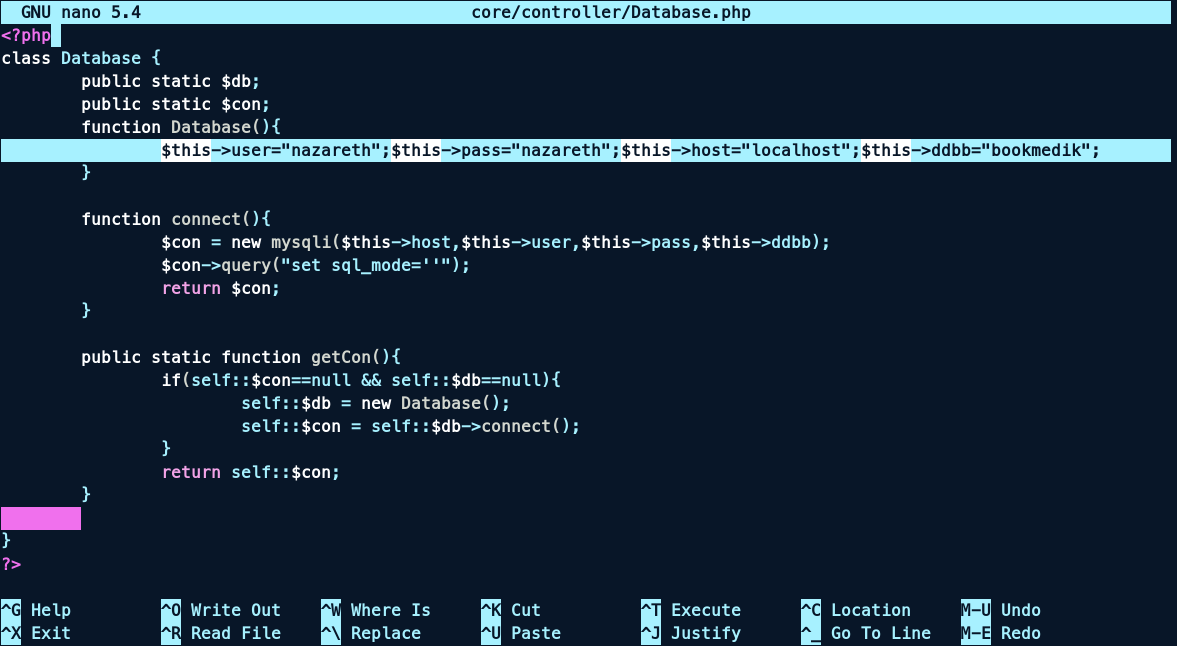 GNU nano 5.4 core/controller/Database.php
<?php
class Database {
        public static $db;
        public static $con;
        function Database(){
                $this->user="nazareth";$this->pass="nazareth";$this->host="localhost";$this->ddbb="bookmedik";
        }

        function connect(){
                $con = new mysqli($this->host,$this->user,$this->pass,$this->ddbb);
                $con->query("set sql_mode=''");
                return $con;
        }

        public static function getCon(){
                if(self::$con==null && self::$db==null){
                        self::$db = new Database();
                        self::$con = self::$db->connect();
                }
                return self::$con;
        }

}
?>
^G Help ^O Write Out ^W Where Is ^K Cut ^T Execute ^C Location M-U Undo
^X Exit ^R Read File ^\ Replace ^U Paste ^J Justify ^_ Go To Line M-E Redo